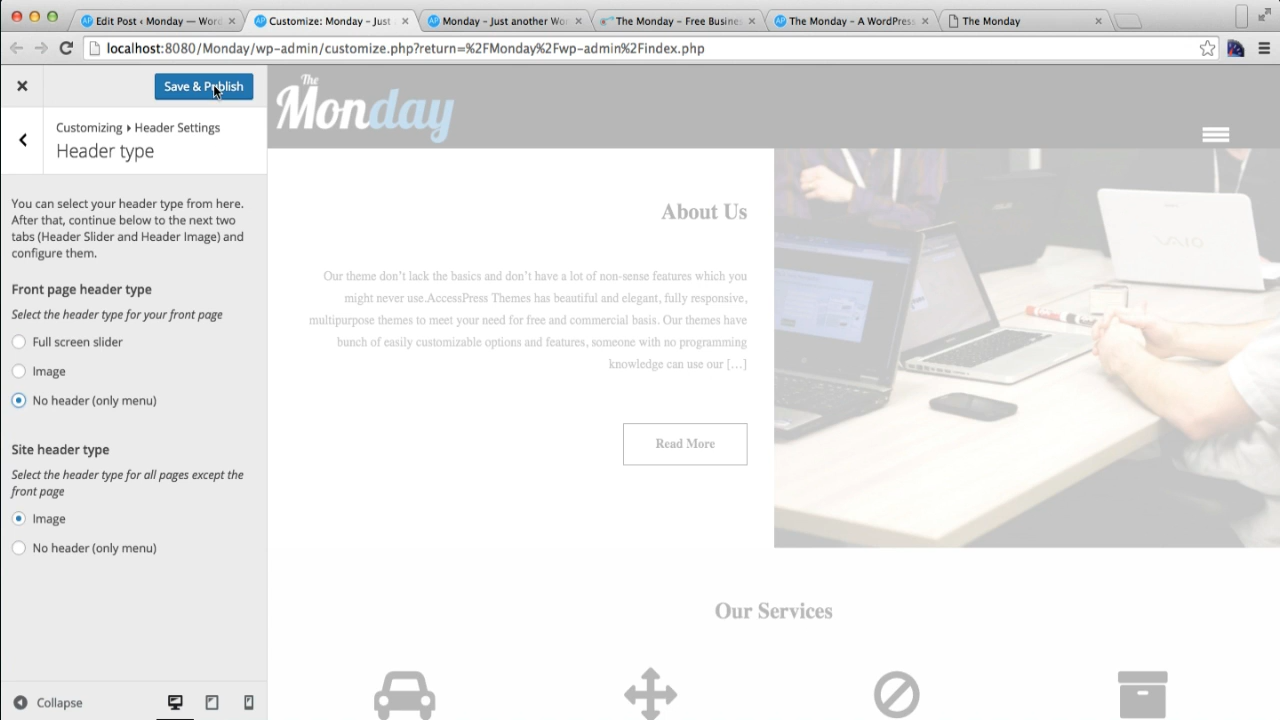 Edit Post ‹ Monday — Word
Customize: Monday – Just
Monday – Just another Wor
The Monday – Free Busines
The Monday – A WordPress
The Monday
localhost:8080/Monday/wp-admin/customize.php?return=%2FMonday%2Fwp-admin%2Findex.php
Save & Publish
Customizing ▸ Header Settings
Header type
You can select your header type from here.
After that, continue below to the next two
tabs (Header Slider and Header Image) and
configure them.
Front page header type
Select the header type for your front page
Full screen slider
Image
No header (only menu)
Site header type
Select the header type for all pages except the
front page
Image
No header (only menu)
Collapse
The
Monday
About Us
Our theme don't lack the basics and don't have a lot of non-sense features which you
might never use.AccessPress Themes has beautiful and elegant, fully responsive,
multipurpose themes to meet your need for free and commercial basis. Our themes have
bunch of easily customizable options and features, someone with no programming
knowledge can use our […]
Read More
VAIO
Our Services